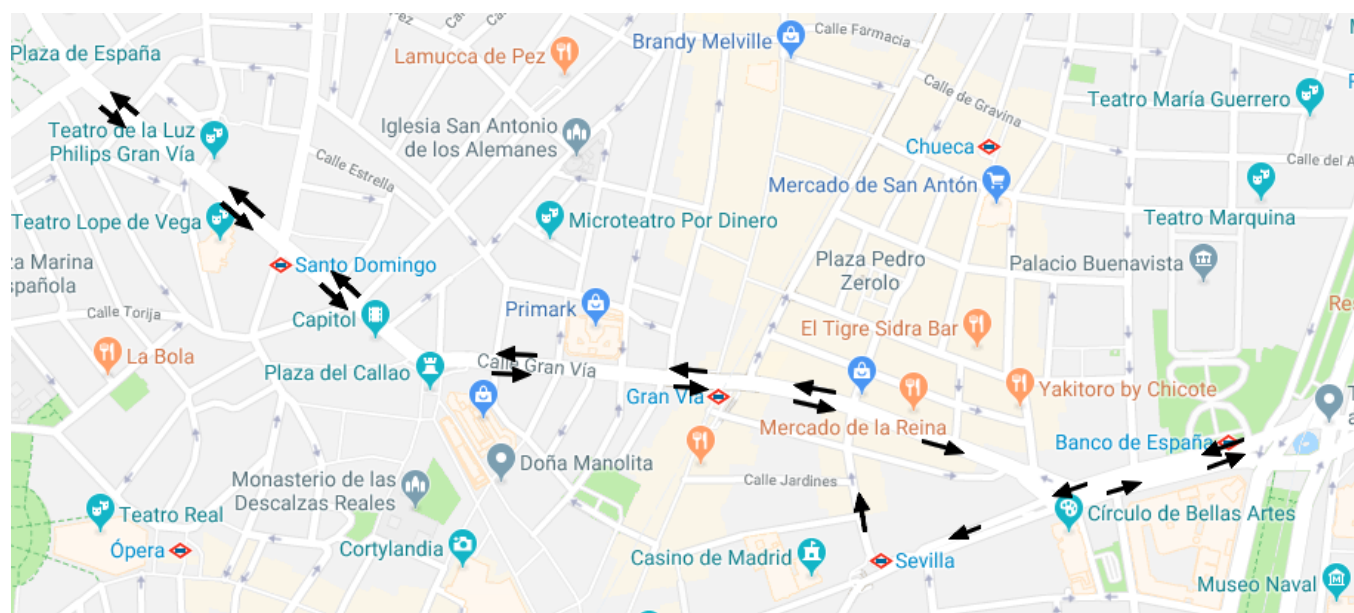 Plaza de España
Lamucca de Pez
Brandy Melville
Calle Farmacia
Calle de Gravina
Teatro María Guerrero
Teatro de la Luz
Philips Gran Vía
Iglesia San Antonio
de los Alemanes
Calle Estrella
Chueca
Calle del A
Mercado de San Antón
Teatro Lope de Vega
Microteatro Por Dinero
Teatro Marquina
za Marina
spañola
Santo Domingo
Plaza Pedro
Zerolo
Palacio Buenavista
Calle Torija
Capitol
Primark
El Tigre Sidra Bar
Res
La Bola
Plaza del Callao
Calle Gran Vía
Gran Vía
Yakitoro by Chicote
Mercado de la Reina
Banco de España
Doña Manolita
Calle Jardines
Monasterio de las
Descalzas Reales
Teatro Real
Círculo de Bellas Artes
Ópera
Cortylandia
Casino de Madrid
Sevilla
Museo Naval